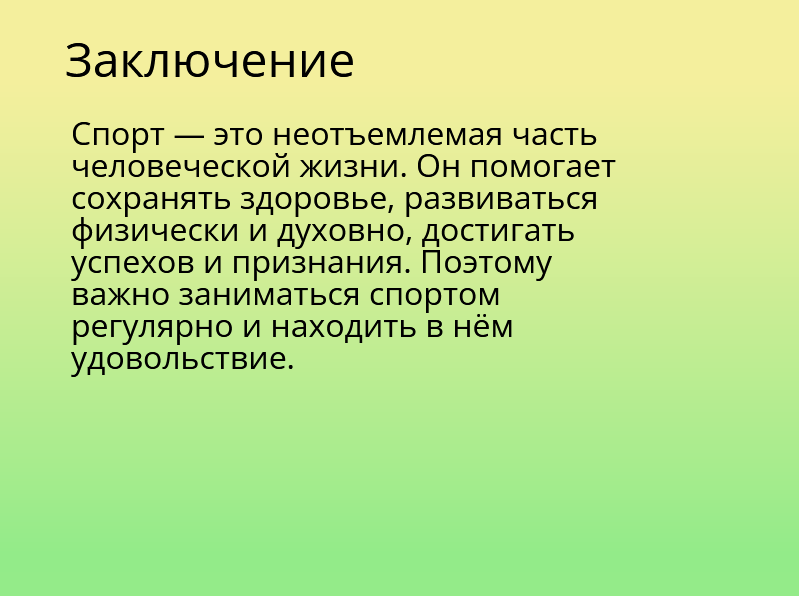 Заключение
Спорт — это неотъемлемая часть
человеческой жизни. Он помогает
сохранять здоровье, развиваться
физически и духовно, достигать
успехов и признания. Поэтому
важно заниматься спортом
регулярно и находить в нём
удовольствие.